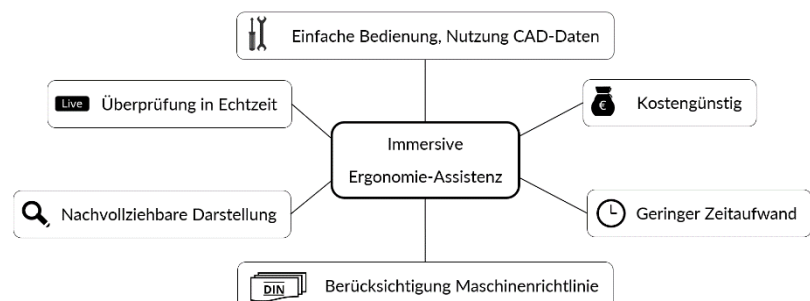 Einfache Bedienung, Nutzung CAD-Daten
Live Überprüfung in Echtzeit
€ Kostengünstig
Immersive
Ergonomie-Assistenz
Nachvollziehbare Darstellung
Geringer Zeitaufwand
DIN Berücksichtigung Maschinenrichtlinie